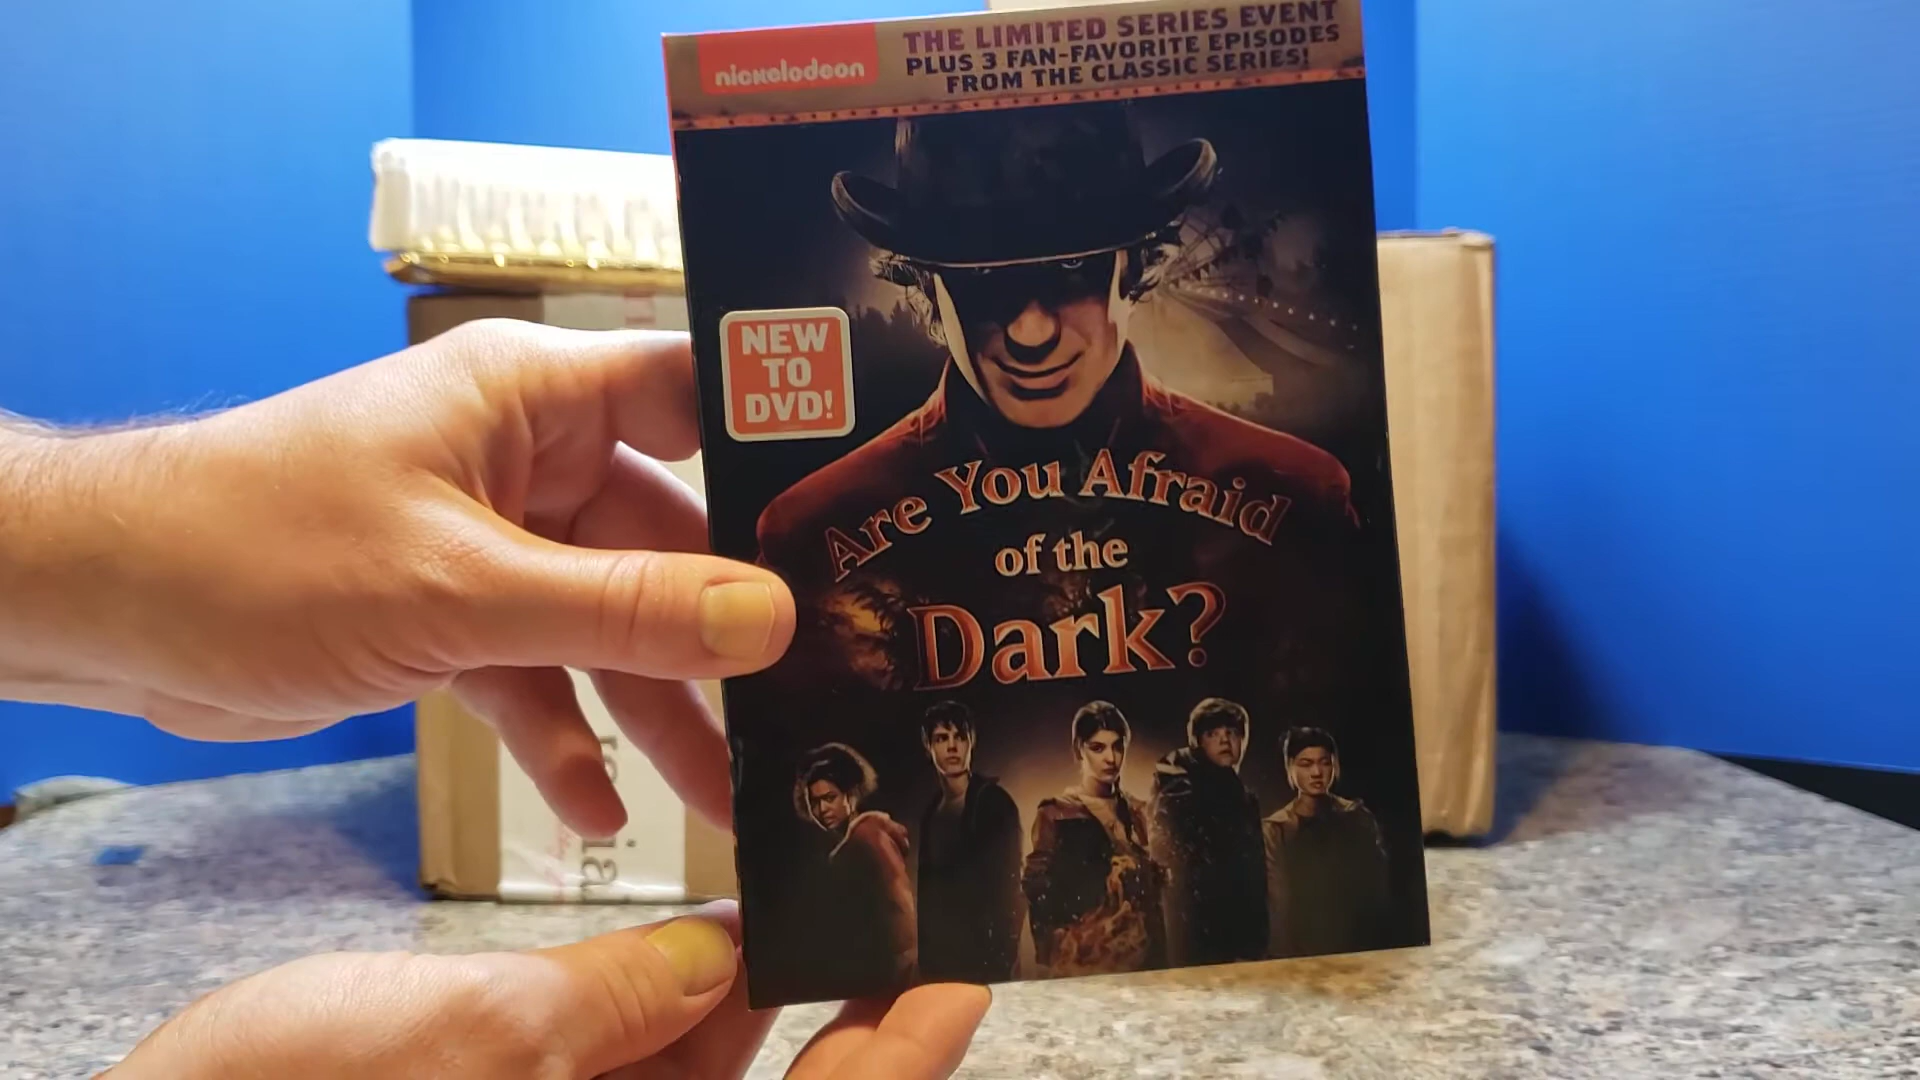 nickelodeon
THE LIMITED SERIES EVENT
PLUS 3 FAN-FAVORITE EPISODES
FROM THE CLASSIC SERIES!
NEW
TO
DVD!
Are You Afraid
of the
Dark?